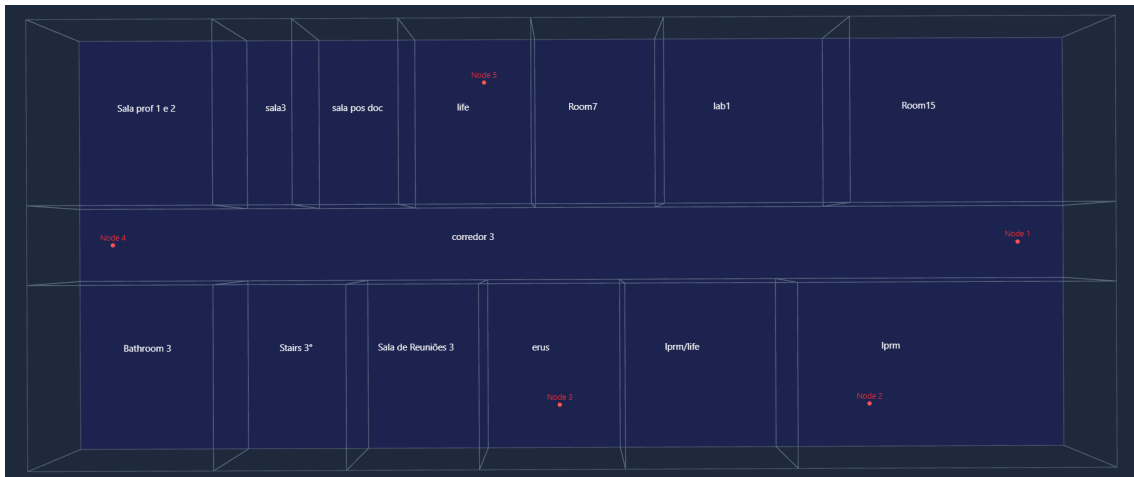 Node 5
Sala prof 1 e 2
sala3
sala pos doc
life
Room7
lab1
Room15
Node 4
corredor 3
Node 1
Bathroom 3
Stairs 3°
Sala de Reuniões 3
erus
lprm/life
lprm
Node 3
Node 2